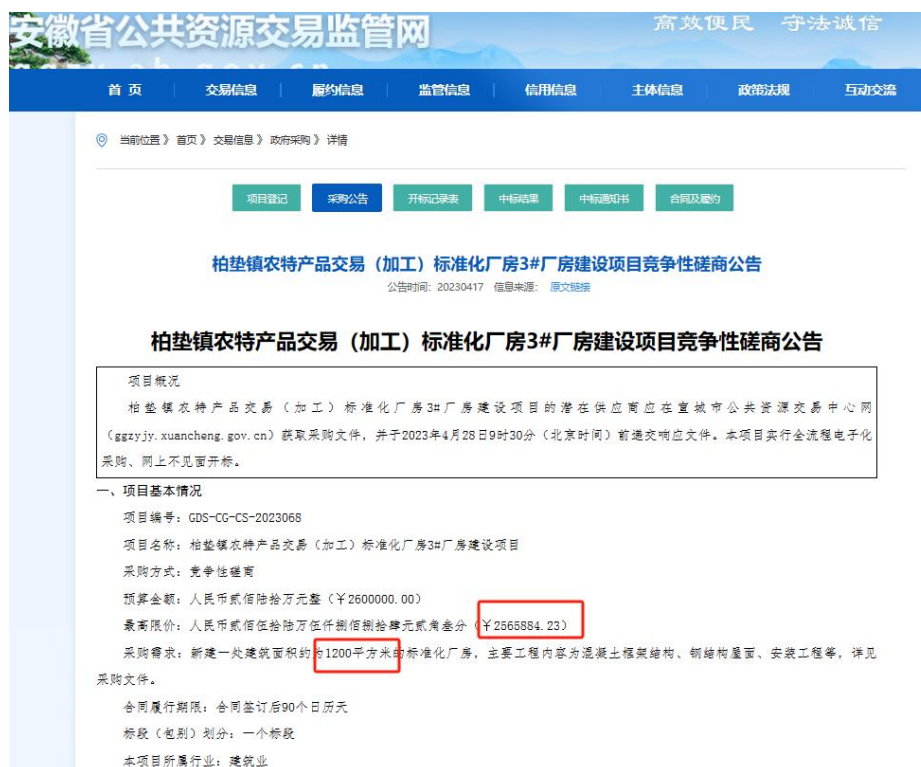 安徽省公共资源交易监管网
高效便民 守法诚信
首 页 交易信息 履约信息 监管信息 信用信息 主体信息 政策法规 互动交流
当前位置》 首页》 交易信息》 政府采购》 详情
项目登记 采购公告 开标记录表 中标结果 中标通知书 合同及履约
柏垫镇农特产品交易（加工）标准化厂房3#厂房建设项目竞争性磋商公告
公告时间: 20230417 信息来源: 原文链接
柏垫镇农特产品交易（加工）标准化厂房3#厂房建设项目竞争性磋商公告
项目概况
柏垫镇农特产品交易（加工）标准化厂房3#厂房建设项目的潜在供应商应在宣城市公共资源交易中心网
（ggzyjy.xuancheng.gov.cn）获取采购文件，并于2023年4月28日9时30分（北京时间）前递交响应文件。本项目实行全流程电子化
采购、网上不见面开标。
一、项目基本情况
项目编号：GDS-CG-CS-2023068
项目名称：柏垫镇农特产品交易（加工）标准化厂房3#厂房建设项目
采购方式：竞争性磋商
预算金额：人民币贰佰陆拾万元整（￥2600000.00）
最高限价：人民币贰佰伍拾陆万伍仟捌佰捌拾肆元贰角叁分（￥2565884.23）
采购需求：新建一处建筑面积约为1200平方米的标准化厂房，主要工程内容为混凝土框架结构、钢结构屋面、安装工程等，详见
采购文件。
合同履行期限：合同签订后90个日历天
标段（包别）划分：一个标段
本项目所属行业：建筑业